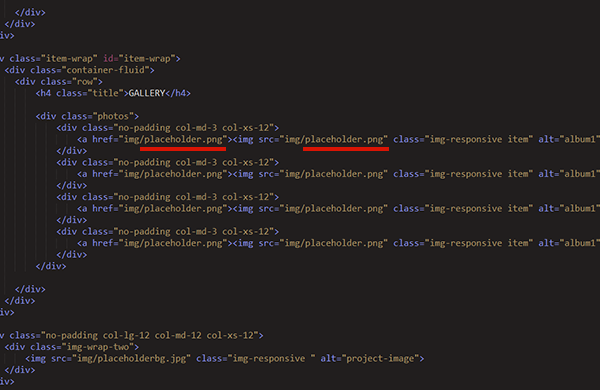 </div>
</div>
</div>
v class="item-wrap" id="item-wrap">
<div class="container-fluid">
<div class="row">
<h4 class="title">GALLERY</h4>
<div class="photos">
<div class="no-padding col-md-3 col-xs-12">
<a href="img/placeholder.png"><img src="img/placeholder.png" class="img-responsive item" alt="album1"
</div>
<div class="no-padding col-md-3 col-xs-12">
<a href="img/placeholder.png"><img src="img/placeholder.png" class="img-responsive item" alt="album1"
</div>
<div class="no-padding col-md-3 col-xs-12">
<a href="img/placeholder.png"><img src="img/placeholder.png" class="img-responsive item" alt="album1"
</div>
<div class="no-padding col-md-3 col-xs-12">
<a href="img/placeholder.png"><img src="img/placeholder.png" class="img-responsive item" alt="album1"
</div>
</div>
</div>
</div>
iv>
v class="no-padding col-lg-12 col-md-12 col-xs-12">
<div class="img-wrap-two">
<img src="img/placeholderbg.jpg" class="img-responsive " alt="project-image">
</div>
iv>